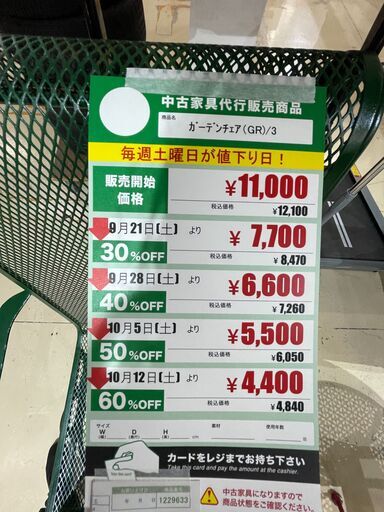 中古家具代行販売商品
商品名
ガーデンチェア(GR)/3
毎週土曜日が値下り日！
販売開始
価格
¥11,000
税込価格
¥12,100
9月21日(土) より
30%OFF
¥7,700
税込価格
¥8,470
9月28日(土) より
40%OFF
¥6,600
税込価格
¥7,260
10月5日(土) より
50%OFF
¥5,500
税込価格
¥6,050
10月12日(土) より
60%OFF
¥4,400
税込価格
¥4,840
サイズ 素材 使用年数
W(幅) D(奥行) H(高) cm 年
カードをレジまでお持ち下さい
Take this card and pay the amount at the cashier.
1229633
中古家具になりますので
商品状態をご確認ください。